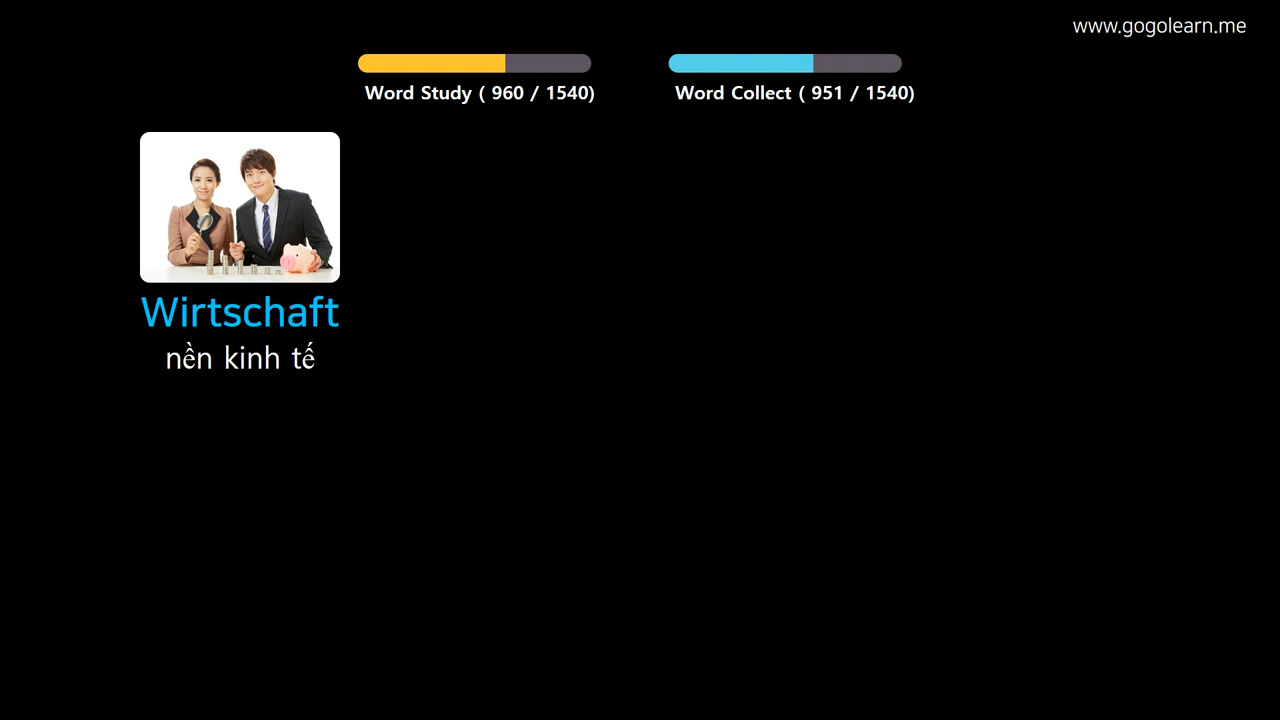 www.gogolearn.me
Word Study ( 960 / 1540)
Word Collect ( 951 / 1540)
Wirtschaft
nền kinh tế